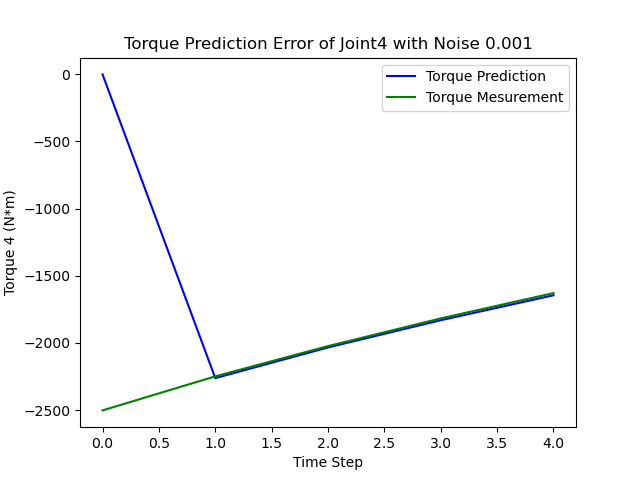 Torque Prediction Error of Joint4 with Noise 0.001
Torque Prediction
Torque Mesurement
Torque 4 (N*m)
0
−500
−1000
−1500
−2000
−2500
0.0 0.5 1.0 1.5 2.0 2.5 3.0 3.5 4.0
Time Step